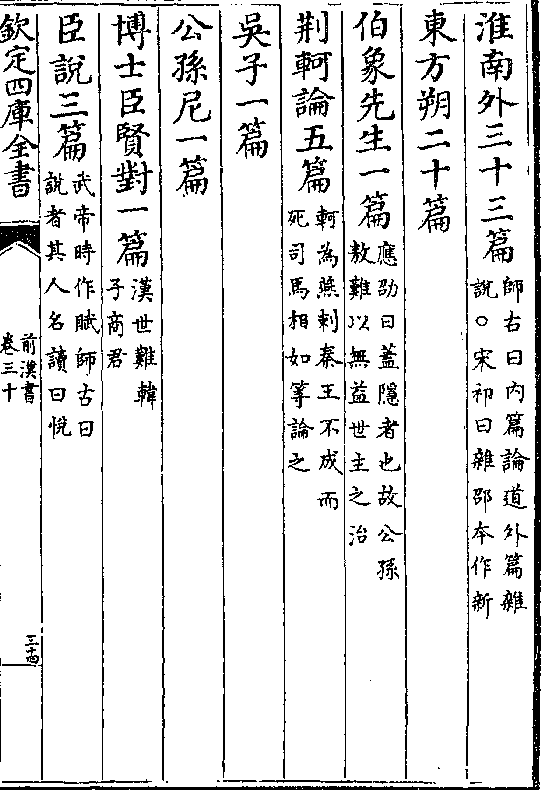 淮南外三十三篇師古曰內篇論道外篇雜說○宋祁曰雜邵本作新
東方朔二十篇
伯象先生一篇應劭曰蓋隱者也故公孫敖難以無益世主之治
荆軻論五篇軻為燕刺秦王不成而死司馬相如等論之
吳子一篇
公孫尼一篇
博士臣賢對一篇漢世難韓子商君
臣說三篇武帝時作賦師古曰說者其人名讀曰悅
欽定四庫全書
前漢書
卷三十
三十四